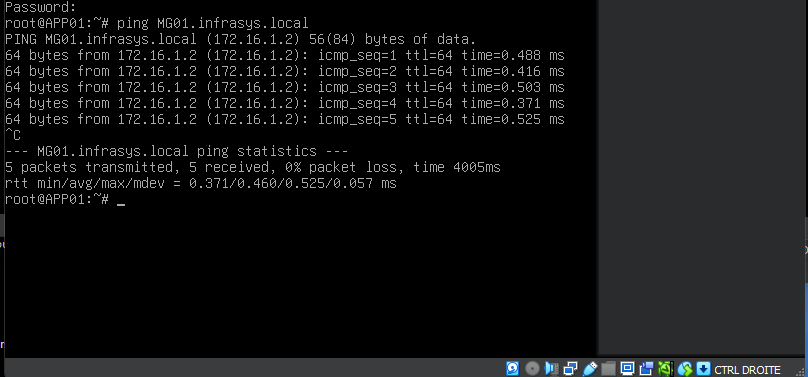 Password:
root@APP01:~# ping MG01.infrasys.local
PING MG01.infrasys.local (172.16.1.2) 56(84) bytes of data.
64 bytes from 172.16.1.2 (172.16.1.2): icmp_seq=1 ttl=64 time=0.488 ms
64 bytes from 172.16.1.2 (172.16.1.2): icmp_seq=2 ttl=64 time=0.416 ms
64 bytes from 172.16.1.2 (172.16.1.2): icmp_seq=3 ttl=64 time=0.503 ms
64 bytes from 172.16.1.2 (172.16.1.2): icmp_seq=4 ttl=64 time=0.371 ms
64 bytes from 172.16.1.2 (172.16.1.2): icmp_seq=5 ttl=64 time=0.525 ms
^C
--- MG01.infrasys.local ping statistics ---
5 packets transmitted, 5 received, 0% packet loss, time 4005ms
rtt min/avg/max/mdev = 0.371/0.460/0.525/0.057 ms
root@APP01:~# _
CTRL DROITE